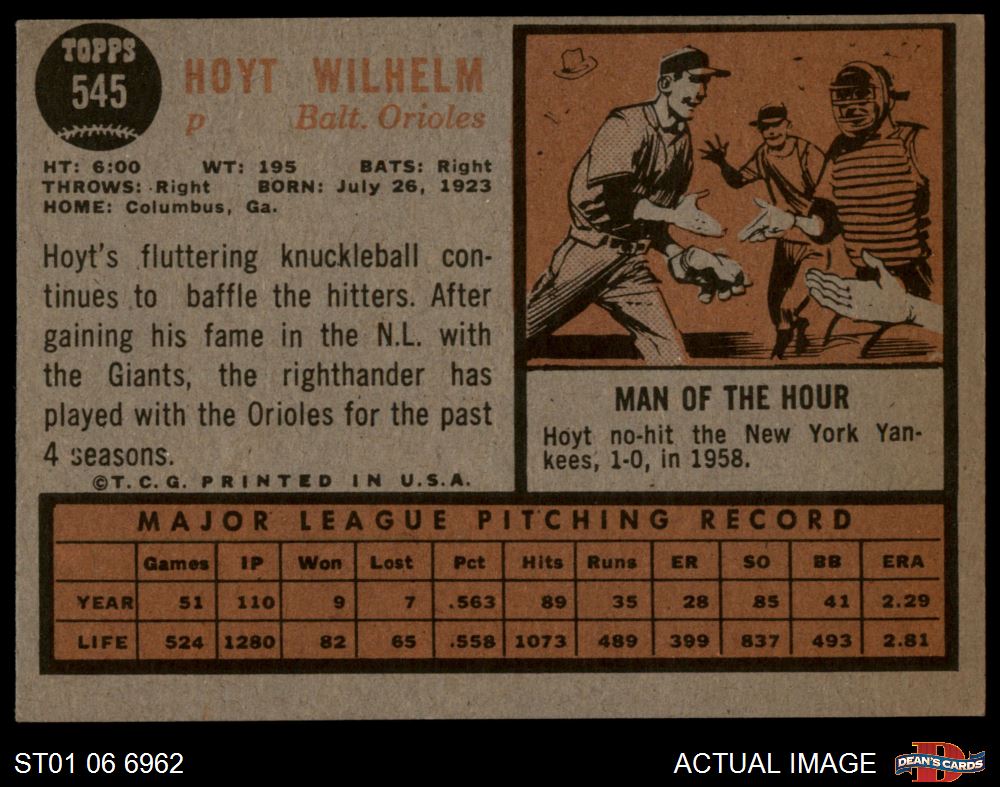 TOPPS
545
HOYT WILHELM
p Balt. Orioles
HT: 6:00 WT: 195 BATS: Right
THROWS: Right BORN: July 26, 1923
HOME: Columbus, Ga.
Hoyt's fluttering knuckleball con-
tinues to baffle the hitters. After
gaining his fame in the N.L. with
the Giants, the righthander has
played with the Orioles for the past
4 seasons.
©T.C.G. PRINTED IN U.S.A.
MAN OF THE HOUR
Hoyt no-hit the New York Yan-
kees, 1-0, in 1958.
MAJOR LEAGUE PITCHING RECORD
Games IP Won Lost Pct Hits Runs ER SO BB ERA
YEAR 51 110 9 7 .563 89 35 28 85 41 2.29
LIFE 524 1280 82 65 .558 1073 489 399 837 493 2.81
ST01 06 6962
ACTUAL IMAGE
D
DEAN'S CARDS